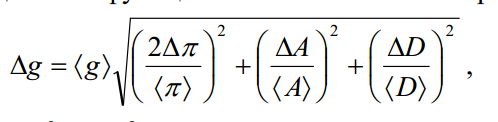 Δg = ⟨g⟩√((2Δπ/⟨π⟩)² + (ΔA/⟨A⟩)² + (ΔD/⟨D⟩)²) ,